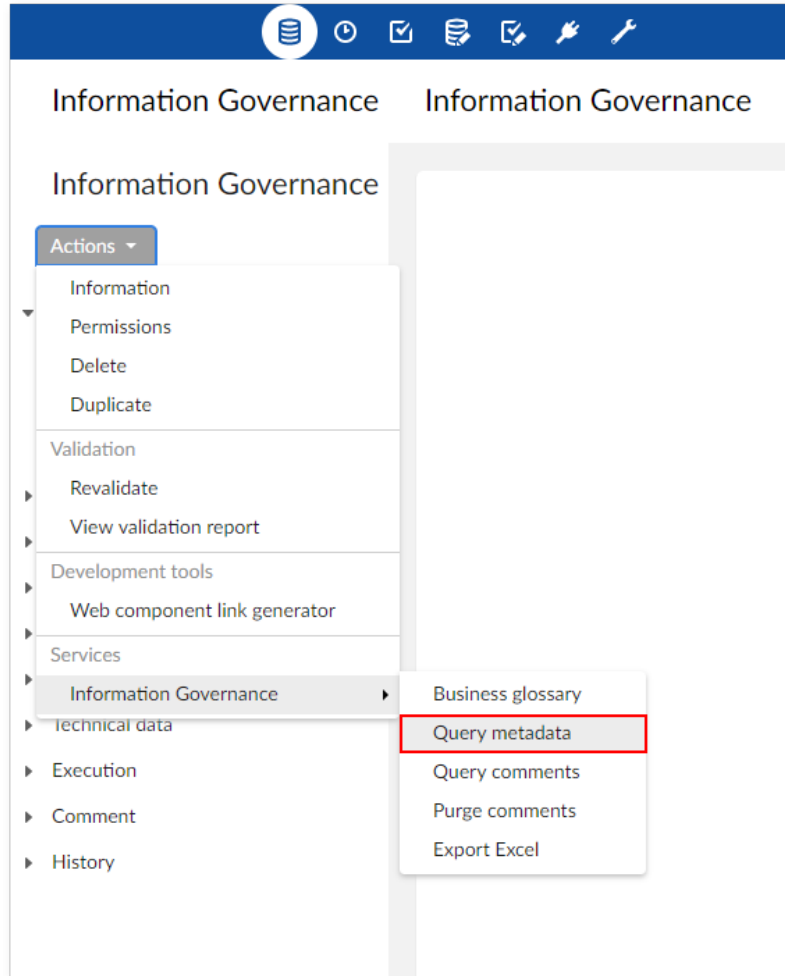 Information Governance
Information Governance
Information Governance
Actions
Information
Permissions
Delete
Duplicate
Validation
Revalidate
View validation report
Development tools
Web component link generator
Services
Information Governance
Business glossary
Query metadata
Query comments
Purge comments
Export Excel
Technical data
Execution
Comment
History